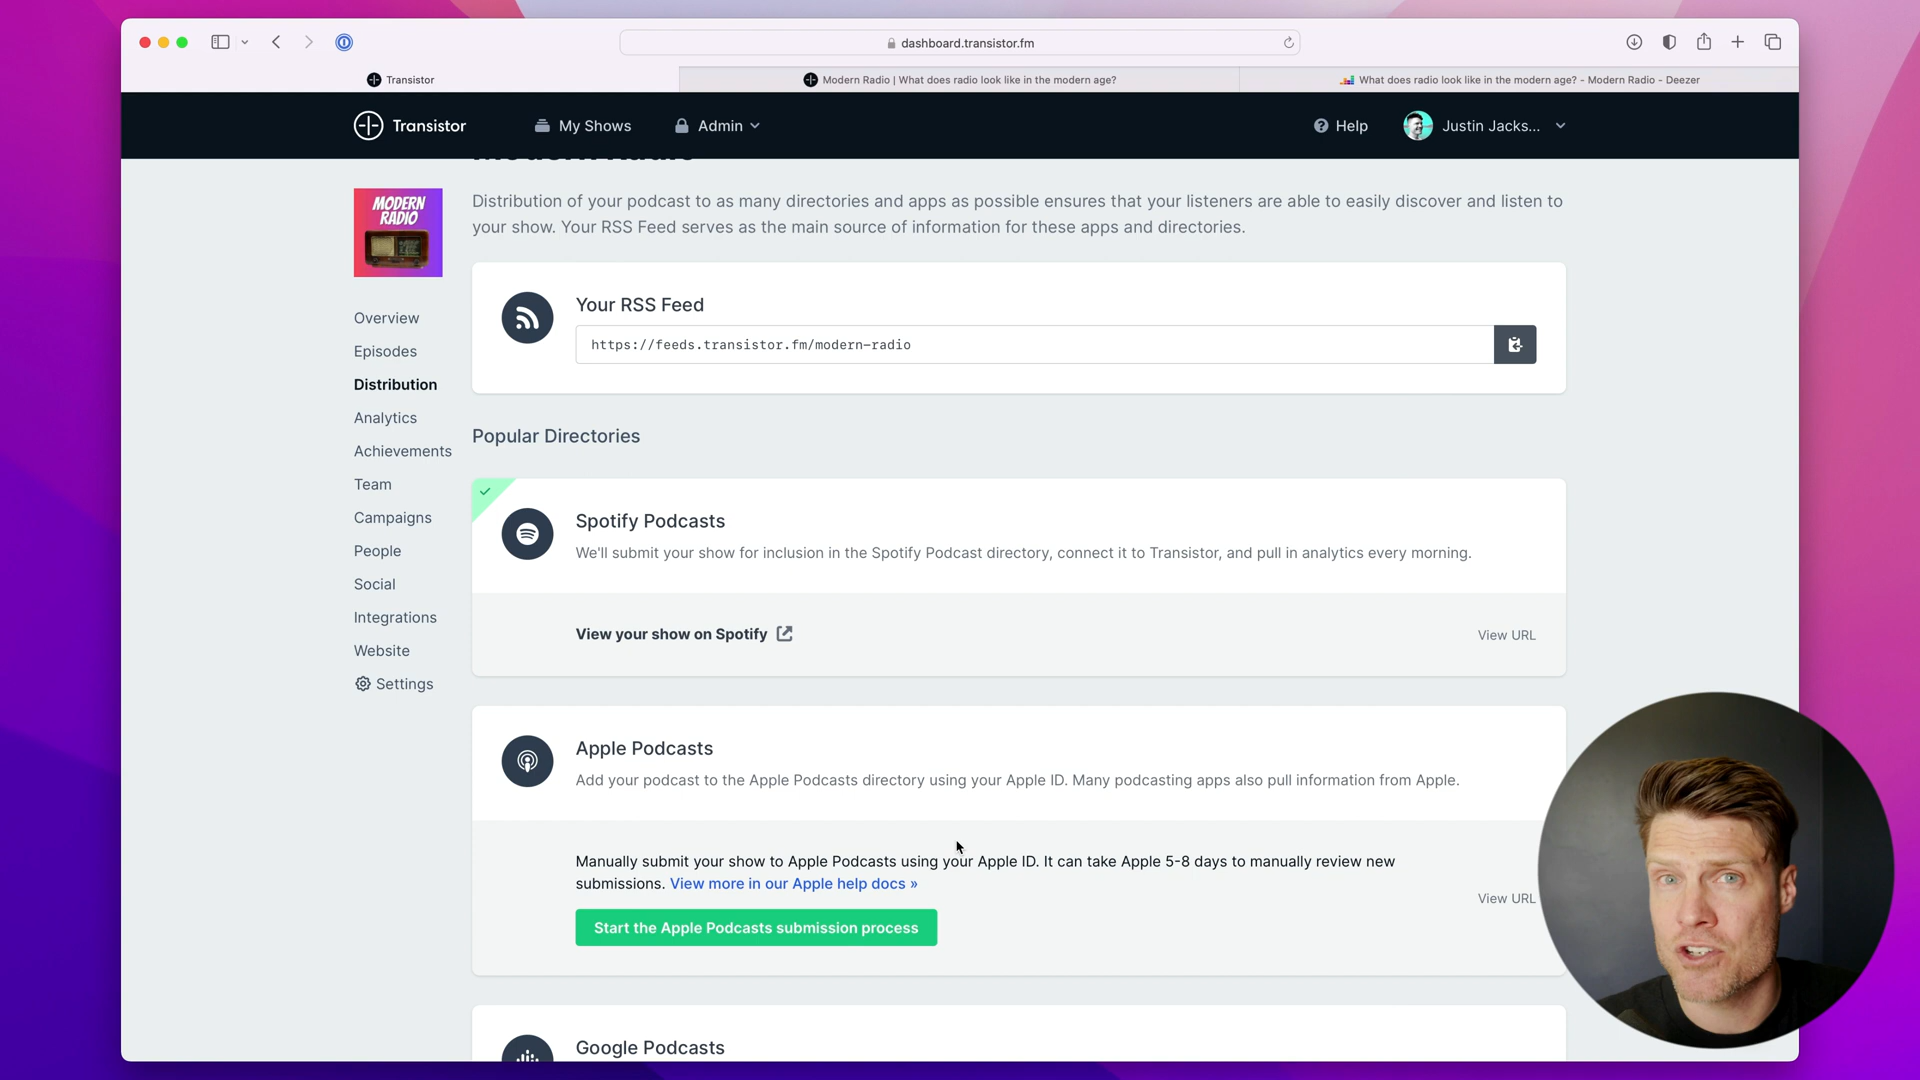 dashboard.transistor.fm
Transistor
Modern Radio | What does radio look like in the modern age?
What does radio look like in the modern age? - Modern Radio - Deezer
Transistor
My Shows
Admin
Help
Justin Jacks...
Modern Radio
MODERN
RADIO
Distribution of your podcast to as many directories and apps as possible ensures that your listeners are able to easily discover and listen to
your show. Your RSS Feed serves as the main source of information for these apps and directories.
Overview
Episodes
Distribution
Analytics
Achievements
Team
Campaigns
People
Social
Integrations
Website
Settings
Your RSS Feed
https://feeds.transistor.fm/modern-radio
Popular Directories
Spotify Podcasts
We'll submit your show for inclusion in the Spotify Podcast directory, connect it to Transistor, and pull in analytics every morning.
View your show on Spotify
View URL
Apple Podcasts
Add your podcast to the Apple Podcasts directory using your Apple ID. Many podcasting apps also pull information from Apple.
Manually submit your show to Apple Podcasts using your Apple ID. It can take Apple 5-8 days to manually review new
submissions. View more in our Apple help docs »
View URL
Start the Apple Podcasts submission process
Google Podcasts